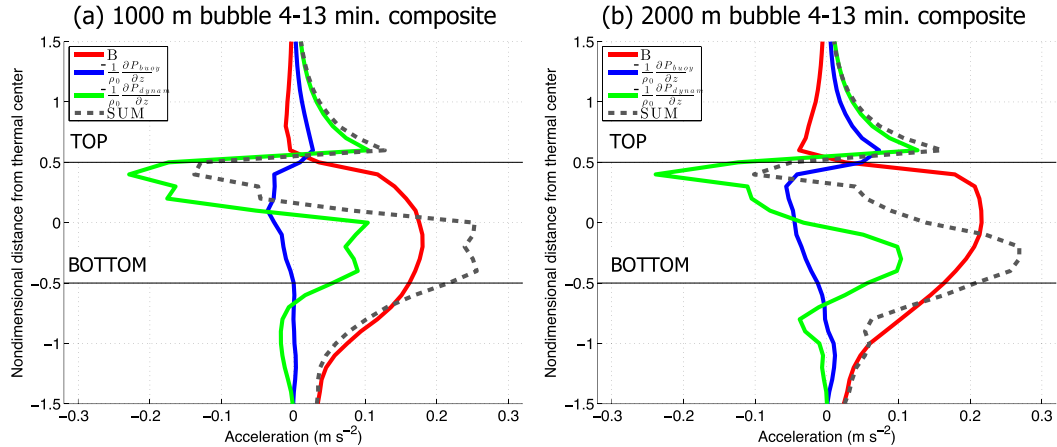 (a) 1000 m bubble 4-13 min. composite
B
-1/ρ₀ ∂P_buoy/∂z
-1/ρ₀ ∂P_dynam/∂z
SUM
TOP
BOTTOM
Nondimensional distance from thermal center
1.5
1
0.5
0
−0.5
−1
−1.5
−0.3 −0.2 −0.1 0 0.1 0.2 0.3
Acceleration (m s⁻²)
(b) 2000 m bubble 4-13 min. composite
B
-1/ρ₀ ∂P_buoy/∂z
-1/ρ₀ ∂P_dynam/∂z
SUM
TOP
BOTTOM
Nondimensional distance from thermal center
1.5
1
0.5
0
−0.5
−1
−1.5
−0.3 −0.2 −0.1 0 0.1 0.2 0.3
Acceleration (m s⁻²)